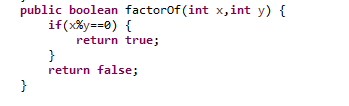 public boolean factorOf(int x,int y) {
    if(x%y==0) {
        return true;
    }
    return false;
}